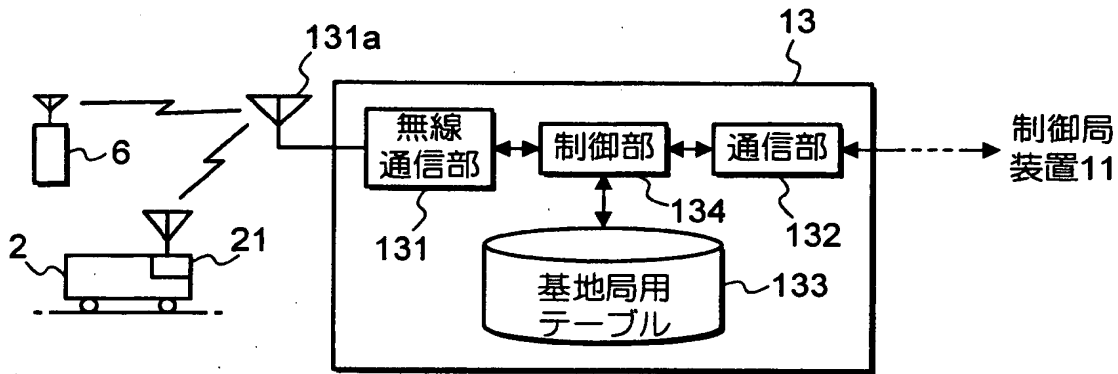 131a
13
6
無線
通信部
制御部
通信部
制御局
装置11
131
134
132
2
21
基地局用
テーブル
133